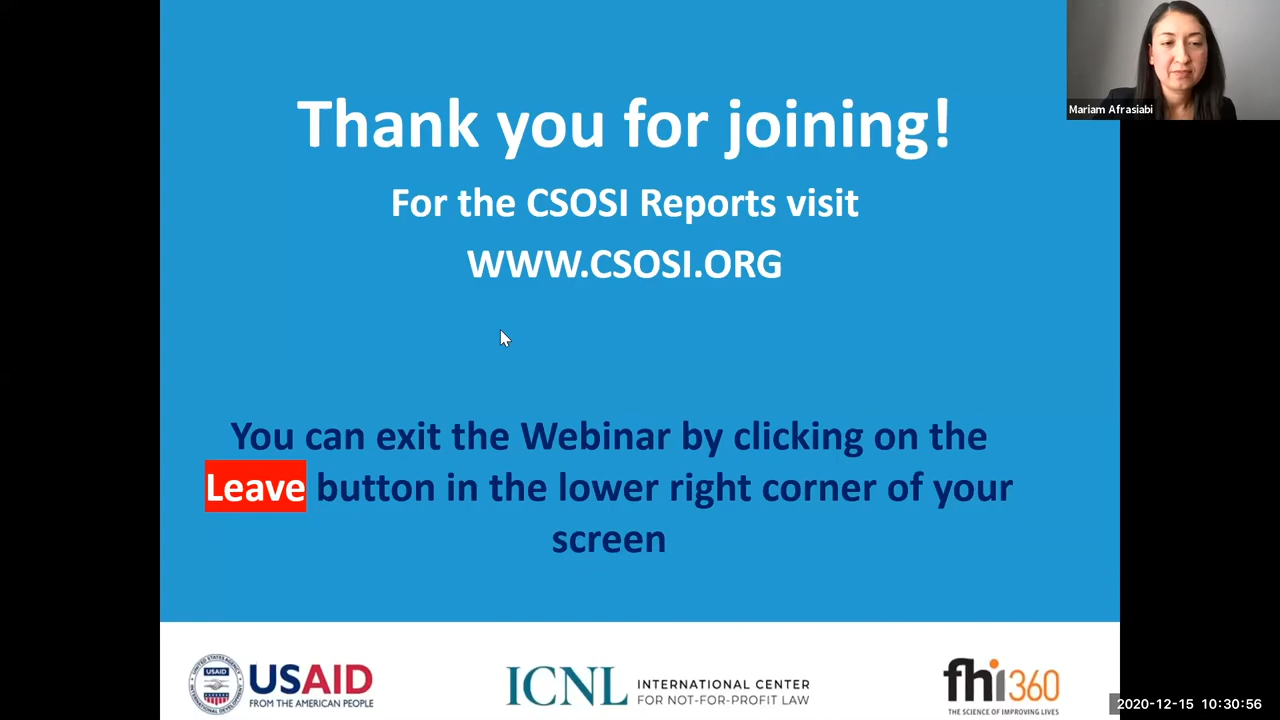 Thank you for joining!
For the CSOSI Reports visit
WWW.CSOSI.ORG
You can exit the Webinar by clicking on the
Leave button in the lower right corner of your
screen
Mariam Afrasiabi
USAID
FROM THE AMERICAN PEOPLE
ICNL
INTERNATIONAL CENTER
FOR NOT-FOR-PROFIT LAW
fhi360
THE SCIENCE OF IMPROVING LIVES
2020-12-15 10:30:56